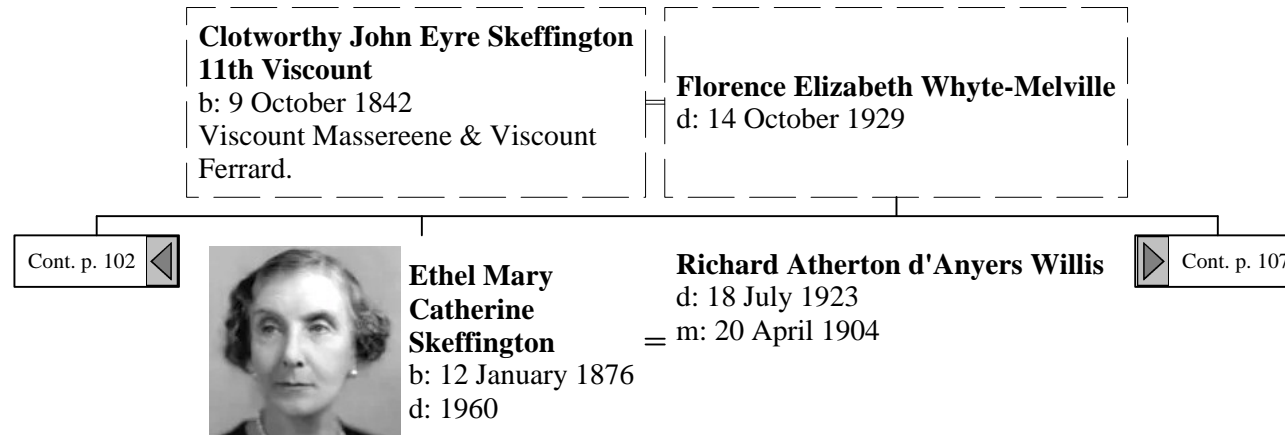 Clotworthy John Eyre Skeffington
11th Viscount
b: 9 October 1842
Viscount Massereene & Viscount
Ferrard.
=
Florence Elizabeth Whyte-Melville
d: 14 October 1929
Cont. p. 102
Ethel Mary
Catherine
Skeffington
b: 12 January 1876
d: 1960
=
Richard Atherton d'Anyers Willis
d: 18 July 1923
m: 20 April 1904
Cont. p. 107